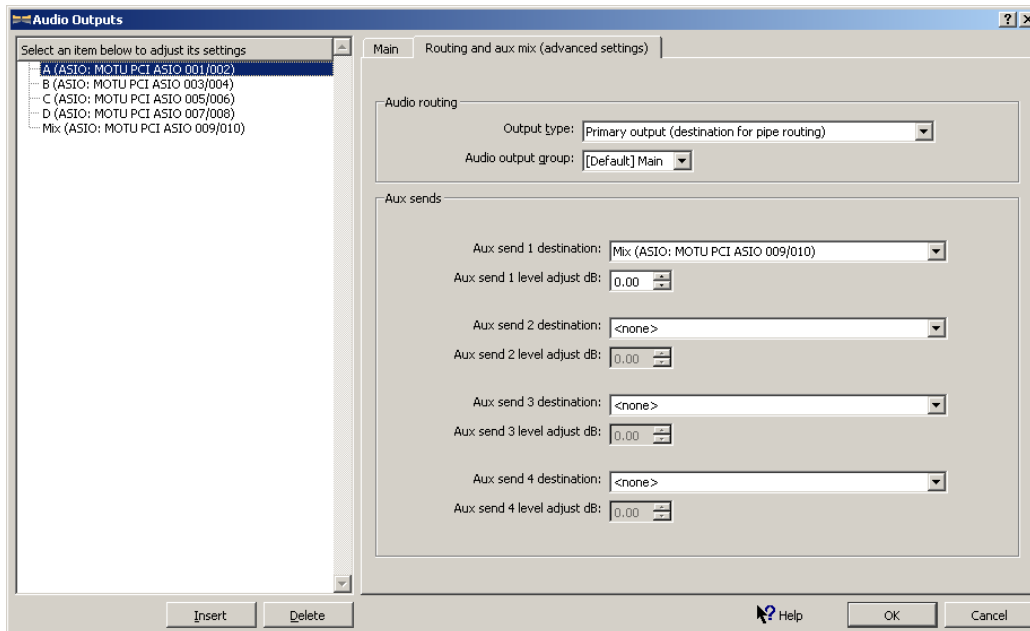 Audio Outputs
Select an item below to adjust its settings
A (ASIO: MOTU PCI ASIO 001/002)
B (ASIO: MOTU PCI ASIO 003/004)
C (ASIO: MOTU PCI ASIO 005/006)
D (ASIO: MOTU PCI ASIO 007/008)
Mix (ASIO: MOTU PCI ASIO 009/010)
Insert Delete
Main Routing and aux mix (advanced settings)
Audio routing
Output type: Primary output (destination for pipe routing)
Audio output group: [Default] Main
Aux sends
Aux send 1 destination: Mix (ASIO: MOTU PCI ASIO 009/010)
Aux send 1 level adjust dB: 0.00
Aux send 2 destination: <none>
Aux send 2 level adjust dB: 0.00
Aux send 3 destination: <none>
Aux send 3 level adjust dB: 0.00
Aux send 4 destination: <none>
Aux send 4 level adjust dB: 0.00
Help OK Cancel